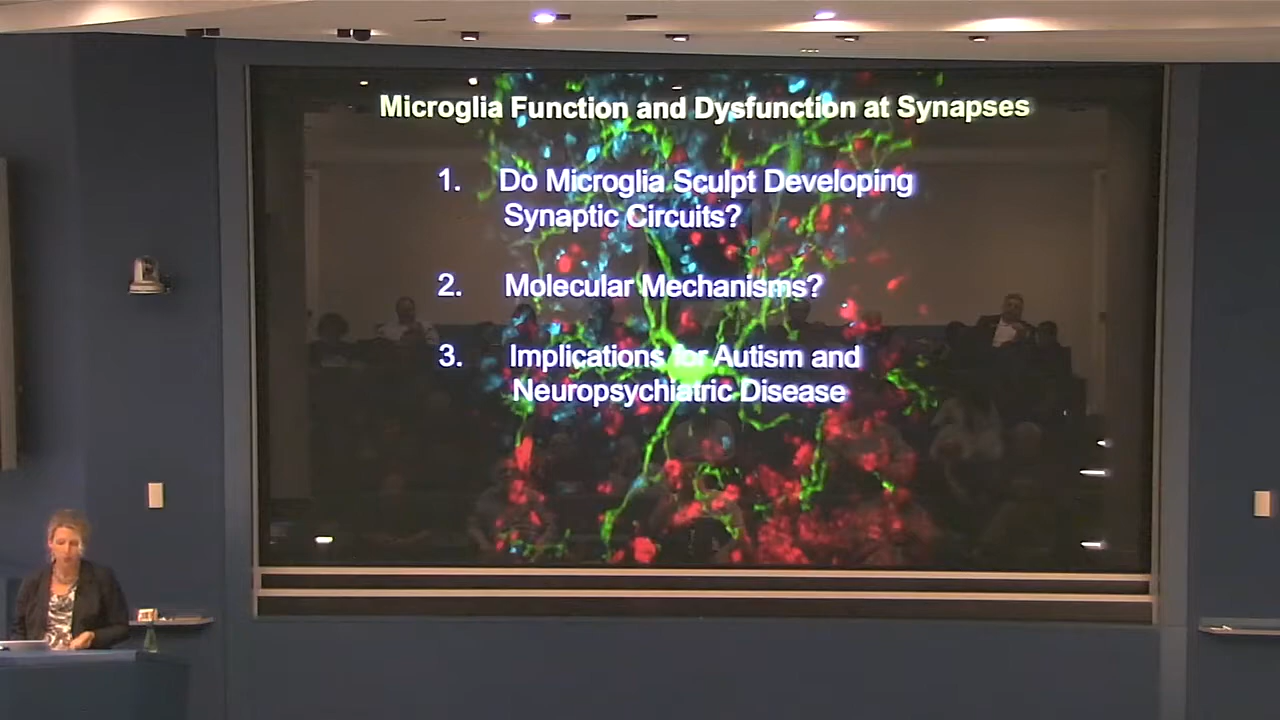 Microglia Function and Dysfunction at Synapses
1. Do Microglia Sculpt Developing
Synaptic Circuits?
2. Molecular Mechanisms?
3. Implications for Autism and
Neuropsychiatric Disease